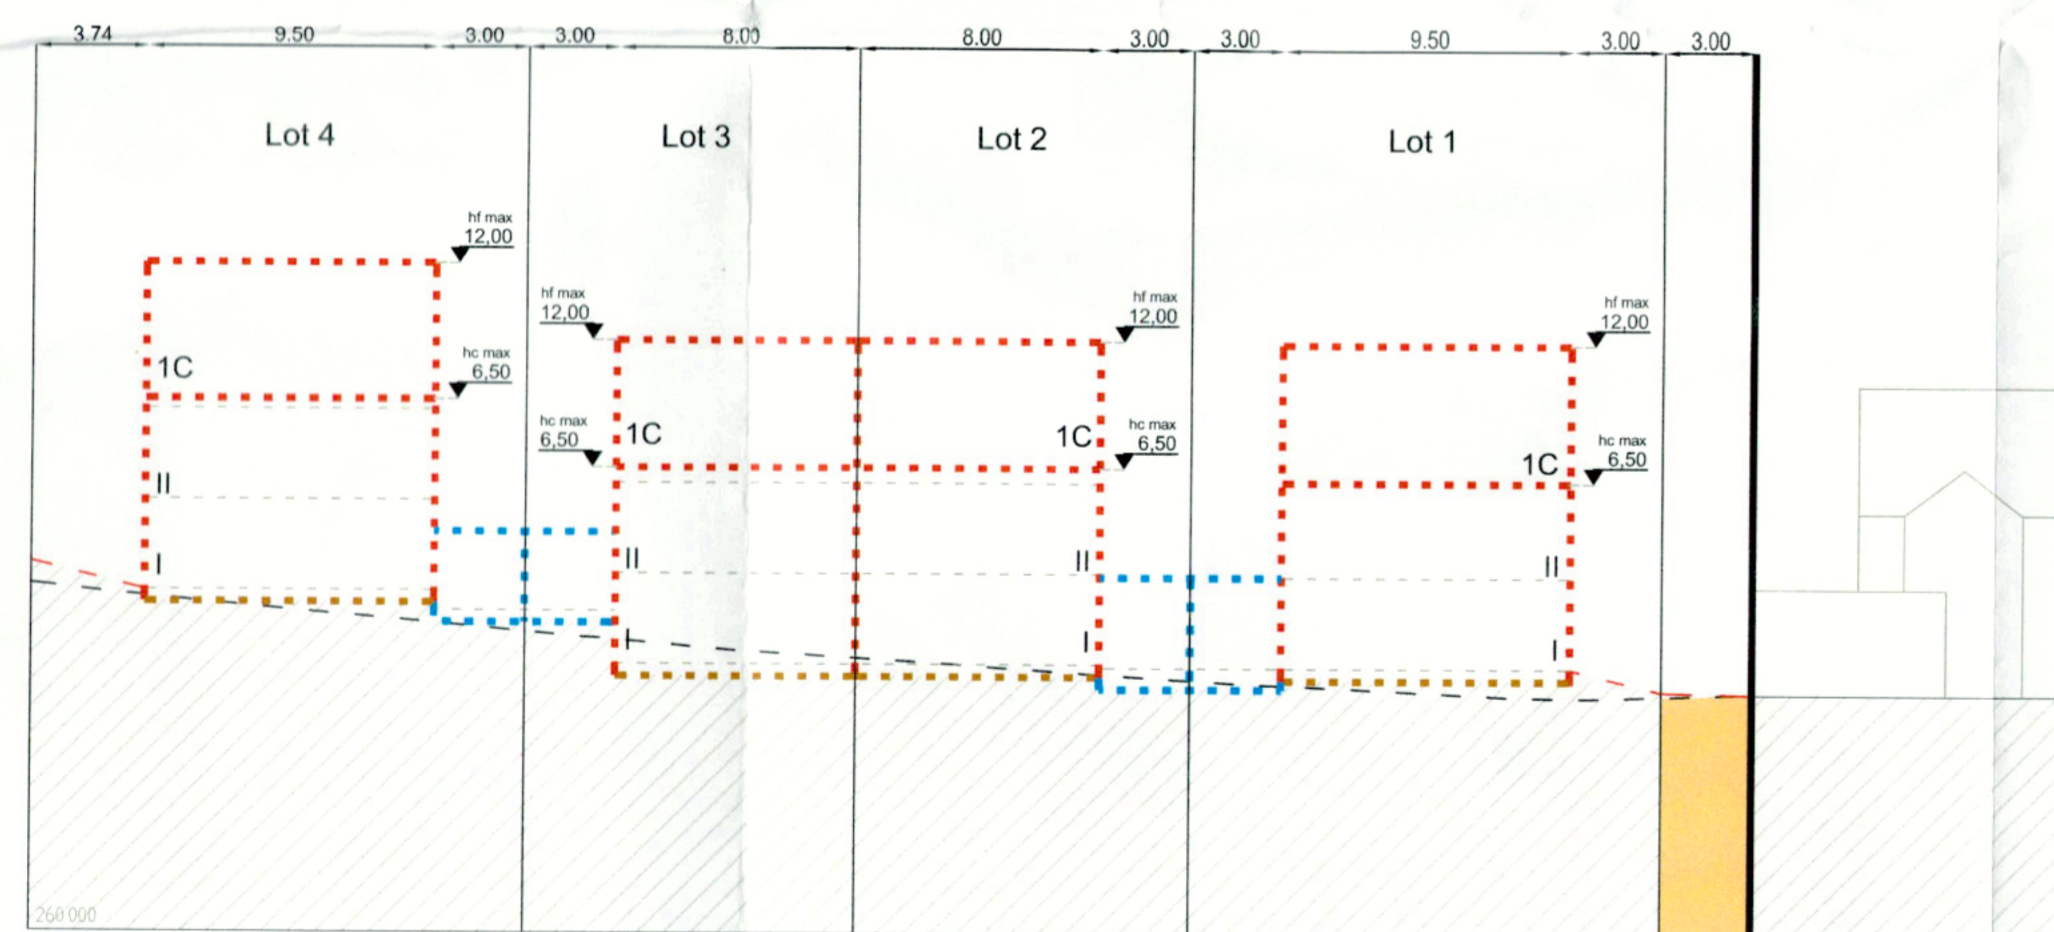 3.74 9.50 3.00 3.00 8.00 8.00 3.00 3.00 9.50 3.00 3.00
Lot 4 Lot 3 Lot 2 Lot 1
hf max
12,00
hf max
12,00
hf max
12,00
hf max
12,00
1C
hc max
6,50
hc max
6,50
1C
1C
hc max
6,50
1C
hc max
6,50
II
II
II
II
I
I
I
I
260 000